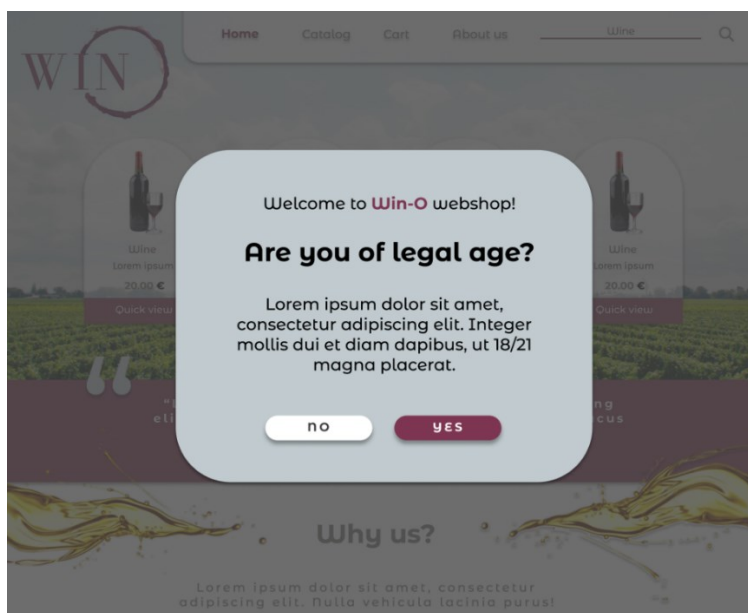 Home Catalog Cart About us Wine
WIN
Welcome to Win-O webshop!
Are you of legal age?
Lorem ipsum dolor sit amet,
consectetur adipiscing elit. Integer
mollis dui et diam dapibus, ut 18/21
magna placerat.
NO YES
Wine
Lorem ipsum
20.00 €
Quick view
Wine
Lorem ipsum
20.00 €
Quick view
Why us?
Lorem ipsum dolor sit amet, consectetur
adipiscing elit. Nulla vehicula lacinia purus!